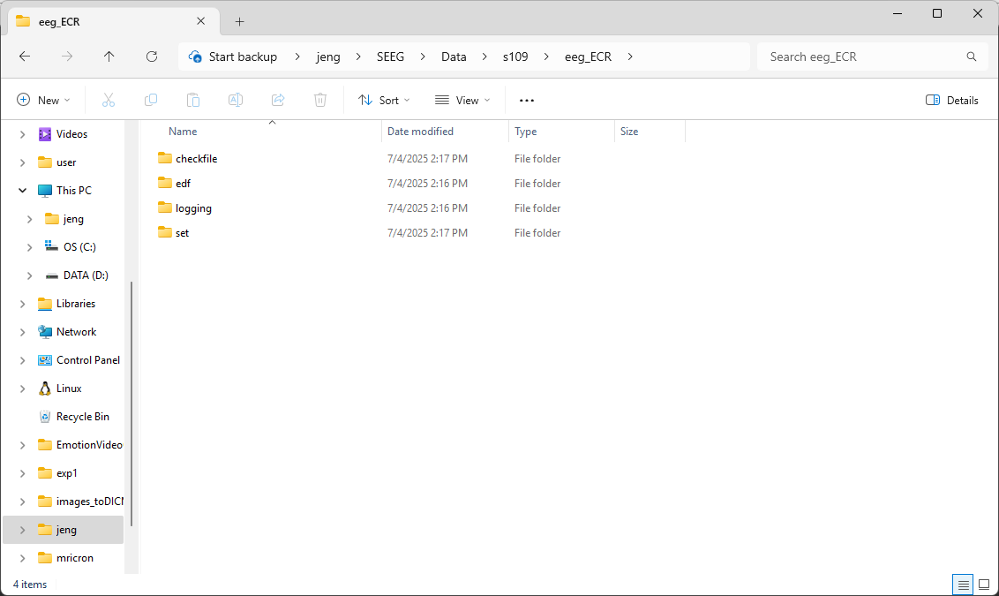 eeg_ECR
Start backup jeng SEEG Data s109 eeg_ECR
Search eeg_ECR
New Sort View Details
Name Date modified Type Size
checkfile 7/4/2025 2:17 PM File folder
edf 7/4/2025 2:16 PM File folder
logging 7/4/2025 2:16 PM File folder
set 7/4/2025 2:17 PM File folder
Videos
user
This PC
jeng
OS (C:)
DATA (D:)
Libraries
Network
Control Panel
Linux
Recycle Bin
EmotionVideo
exp1
images_toDICM
jeng
mricron
4 items